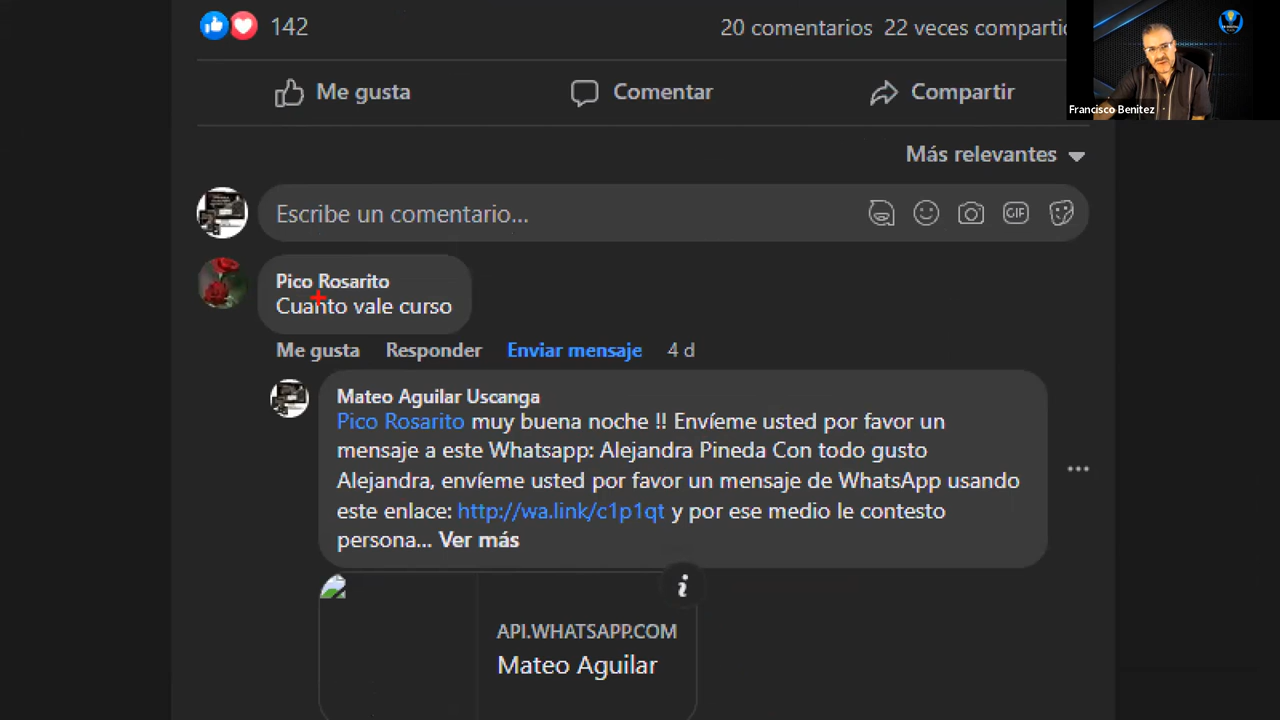 142
20 comentarios 22 veces comparti
Francisco Benitez
Me gusta
Comentar
Compartir
Más relevantes
Escribe un comentario...
GIF
Pico Rosarito
Cuanto vale curso
Me gusta Responder Enviar mensaje 4 d
Mateo Aguilar Uscanga
Pico Rosarito muy buena noche !! Envíeme usted por favor un
mensaje a este Whatsapp: Alejandra Pineda Con todo gusto
Alejandra, envíeme usted por favor un mensaje de WhatsApp usando
este enlace: http://wa.link/c1p1qt y por ese medio le contesto
persona... Ver más
API.WHATSAPP.COM
Mateo Aguilar